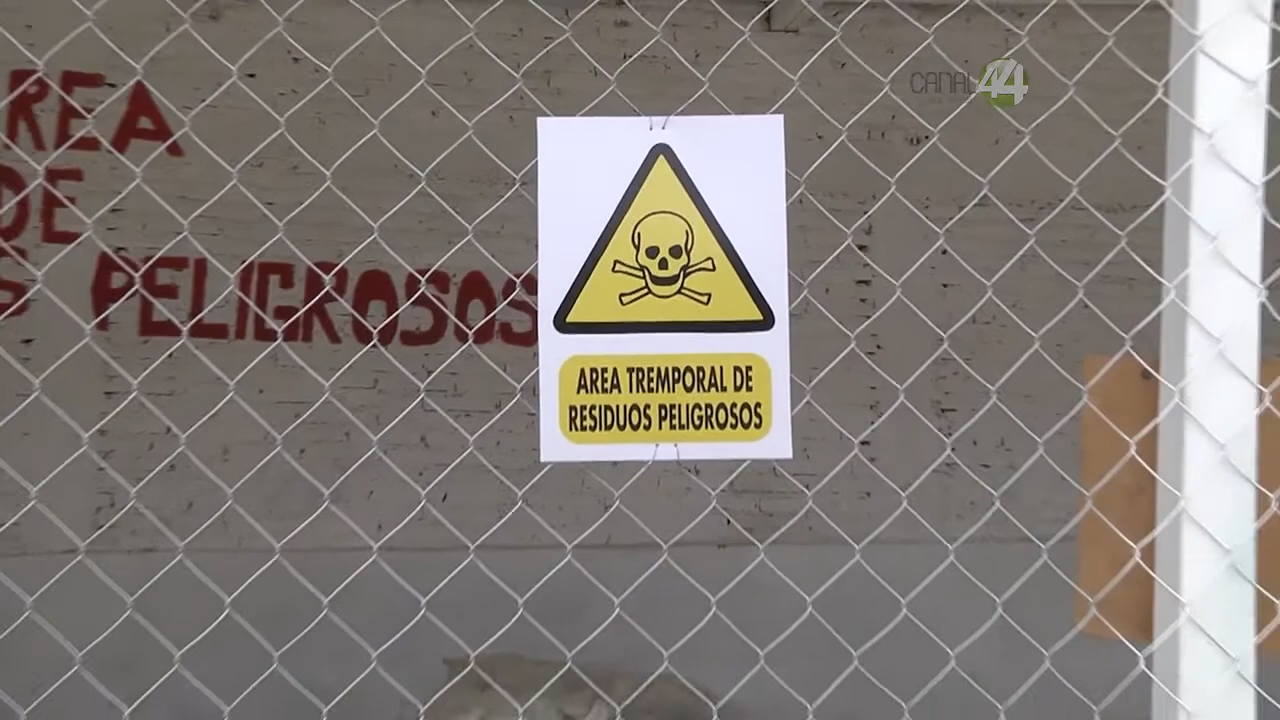 CANAL 44
REA
DE
S PELIGROSOS
AREA TREMPORAL DE
RESIDUOS PELIGROSOS